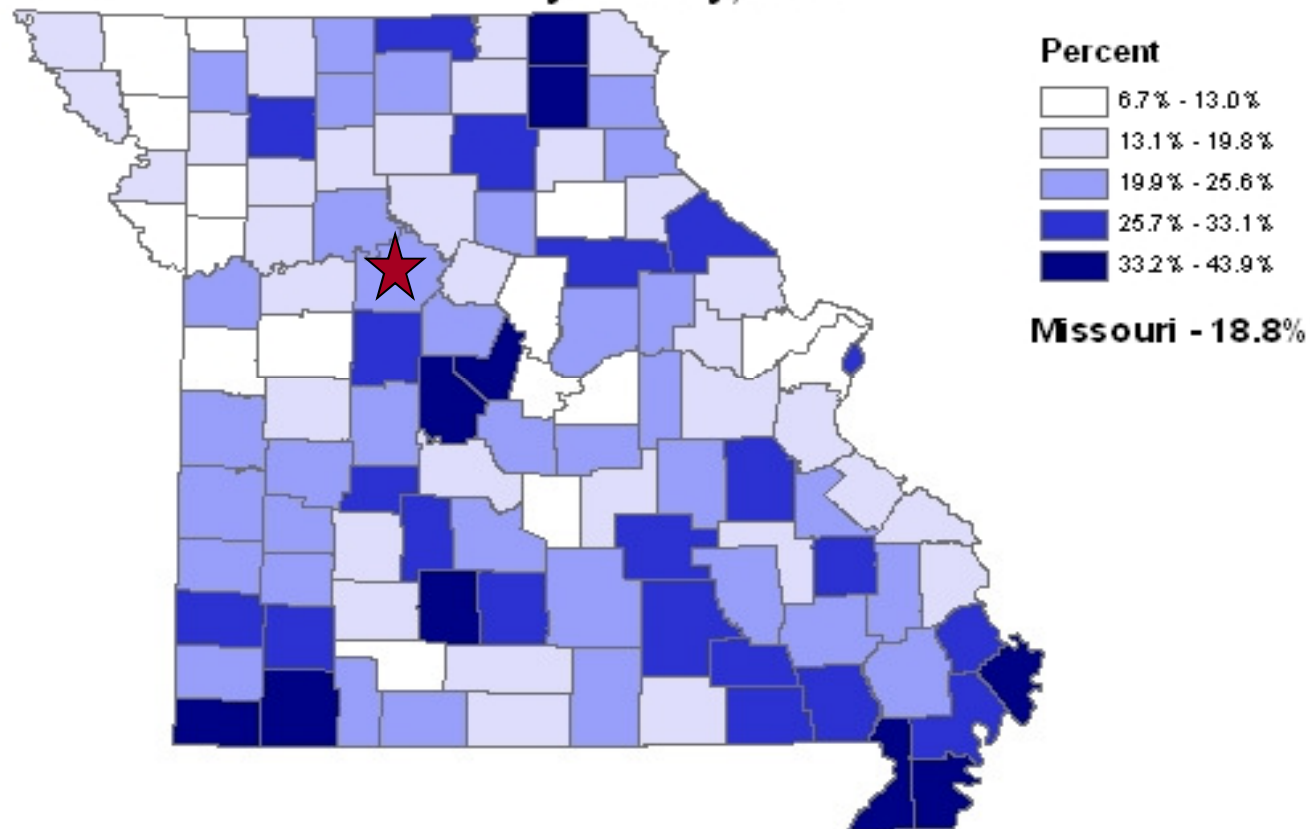 Percent
6.7% - 13.0%
13.1% - 19.8%
19.9% - 25.6%
25.7% - 33.1%
33.2% - 43.9%
Missouri - 18.8%